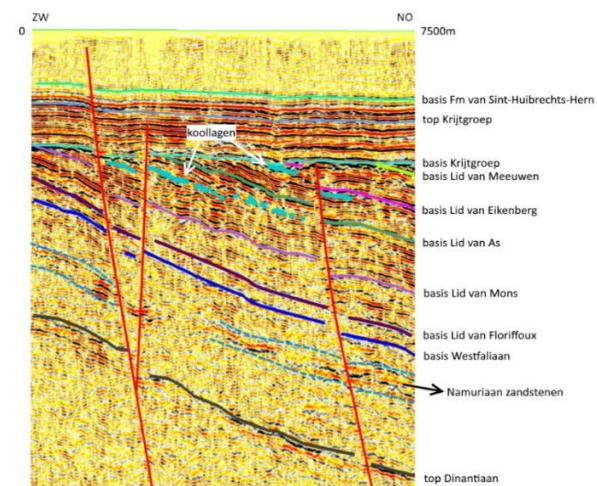 ZW
NO
0
7500m
basis Fm van Sint-Huibrechts-Hern
top Krijtgroep
koollagen
basis Krijtgroep
basis Lid van Meeuwen
basis Lid van Eikenberg
basis Lid van As
basis Lid van Mons
basis Lid van Floriffoux
basis Westfaliaan
Namuriaan zandstenen
top Dinantiaan